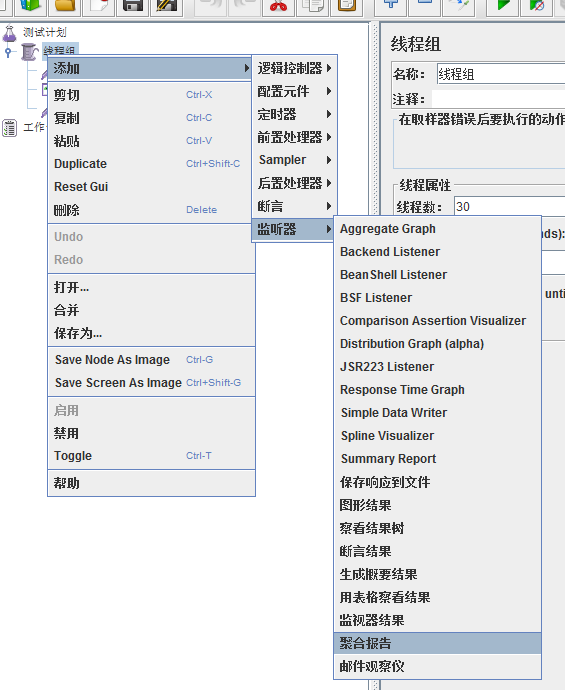 测试计划
线程组
添加
剪切 Ctrl-X
复制 Ctrl-C
粘贴 Ctrl-V
Duplicate Ctrl+Shift-C
Reset Gui
删除 Delete
Undo
Redo
打开...
合并
保存为...
Save Node As Image Ctrl-G
Save Screen As Image Ctrl+Shift-G
启用
禁用
Toggle Ctrl-T
帮助
工作
逻辑控制器
配置元件
定时器
前置处理器
Sampler
后置处理器
断言
监听器
Aggregate Graph
Backend Listener
BeanShell Listener
BSF Listener
Comparison Assertion Visualizer
Distribution Graph (alpha)
JSR223 Listener
Response Time Graph
Simple Data Writer
Spline Visualizer
Summary Report
保存响应到文件
图形结果
察看结果树
断言结果
生成概要结果
用表格察看结果
监视器结果
聚合报告
邮件观察仪
线程组
名称： 线程组
注释：
在取样器错误后要执行的动作
线程属性
线程数： 30
nds):
unti